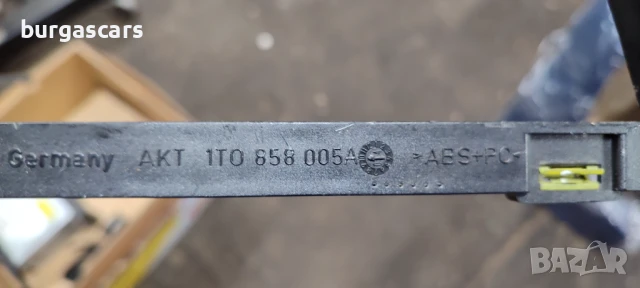 burgascars
Germany AKT 1T0 858 005A >ABS+PC<
BAZAR